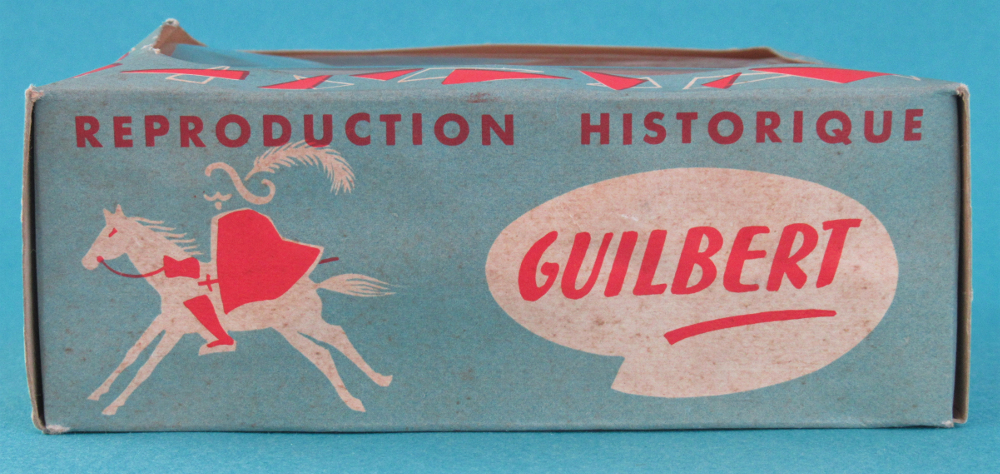 REPRODUCTION HISTORIQUE
GUILBERT